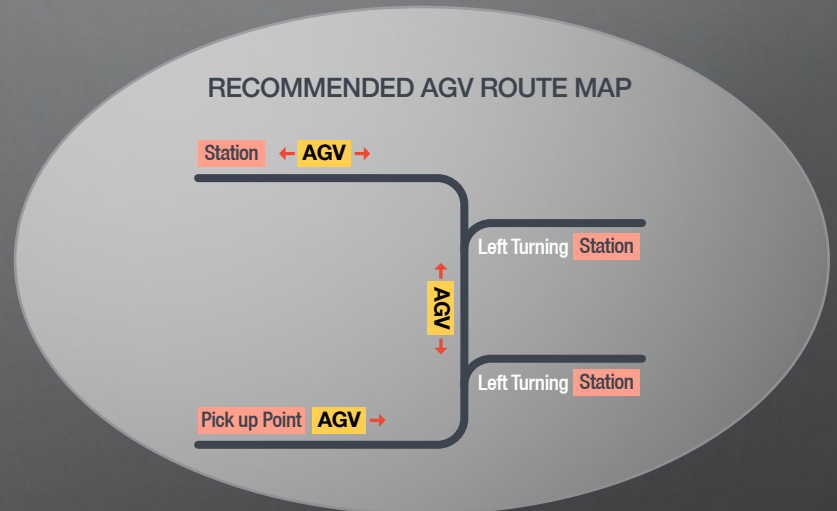 RECOMMENDED AGV ROUTE MAP
Station AGV
Left Turning Station
AGV
Left Turning Station
Pick up Point AGV